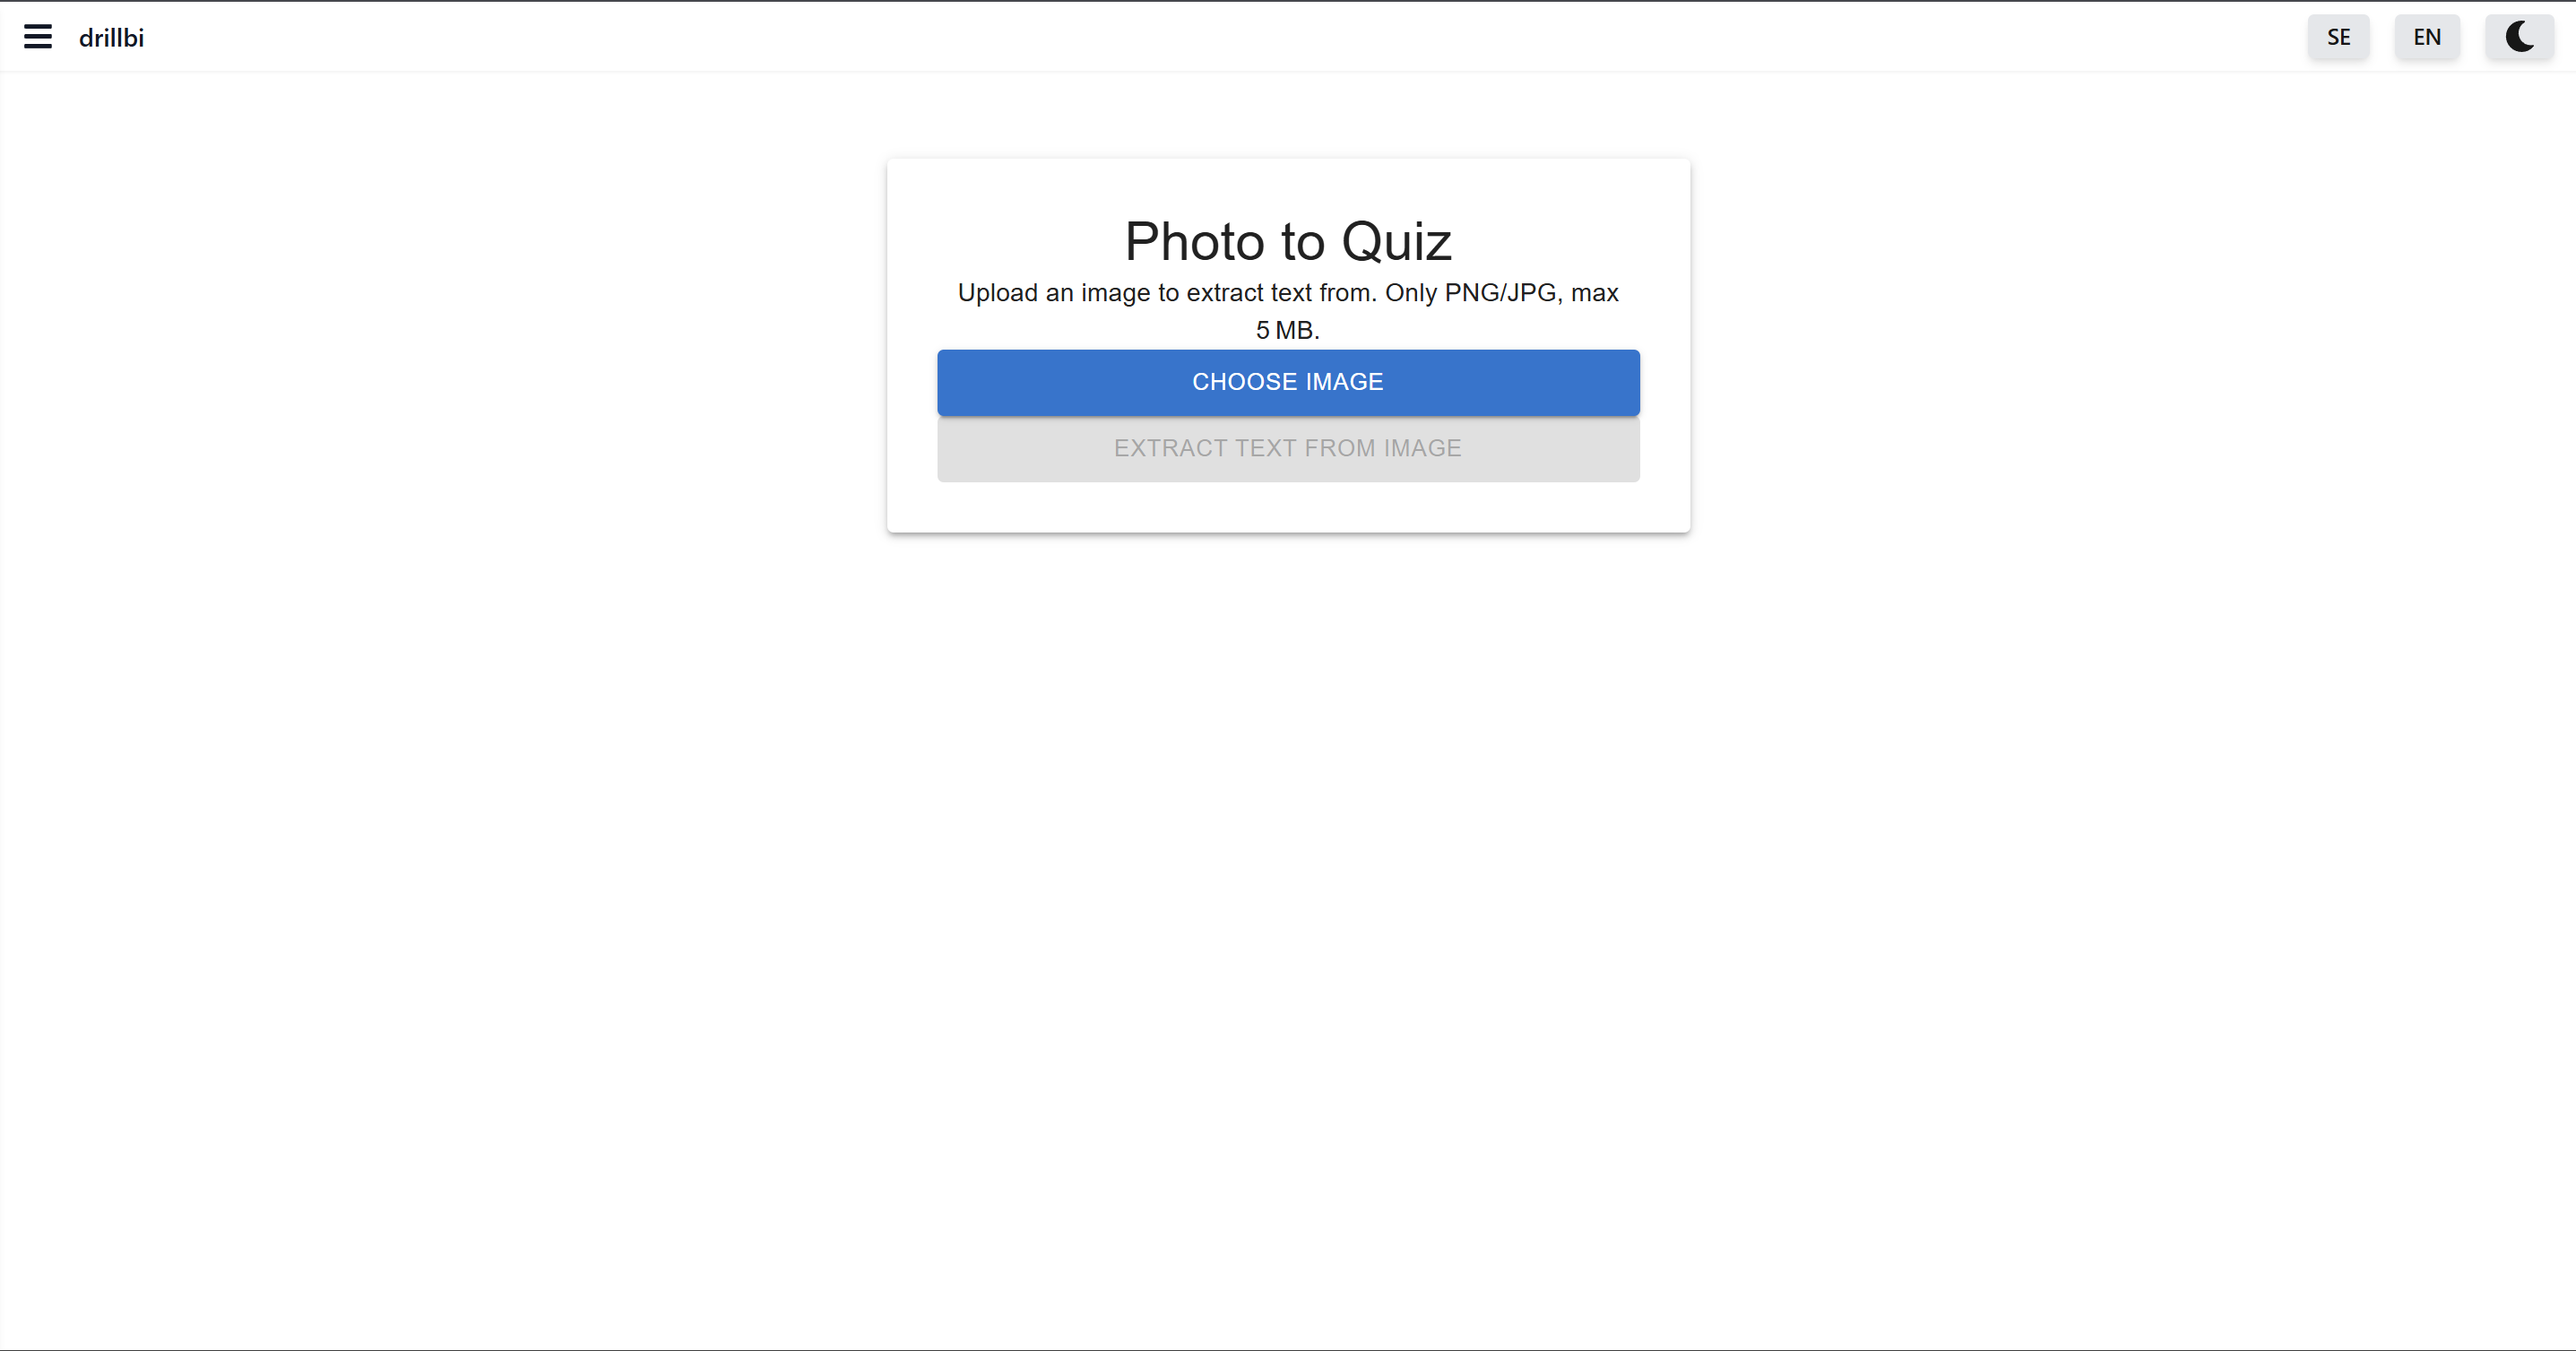 drillbi
SE
EN
Photo to Quiz
Upload an image to extract text from. Only PNG/JPG, max
5 MB.
CHOOSE IMAGE
EXTRACT TEXT FROM IMAGE